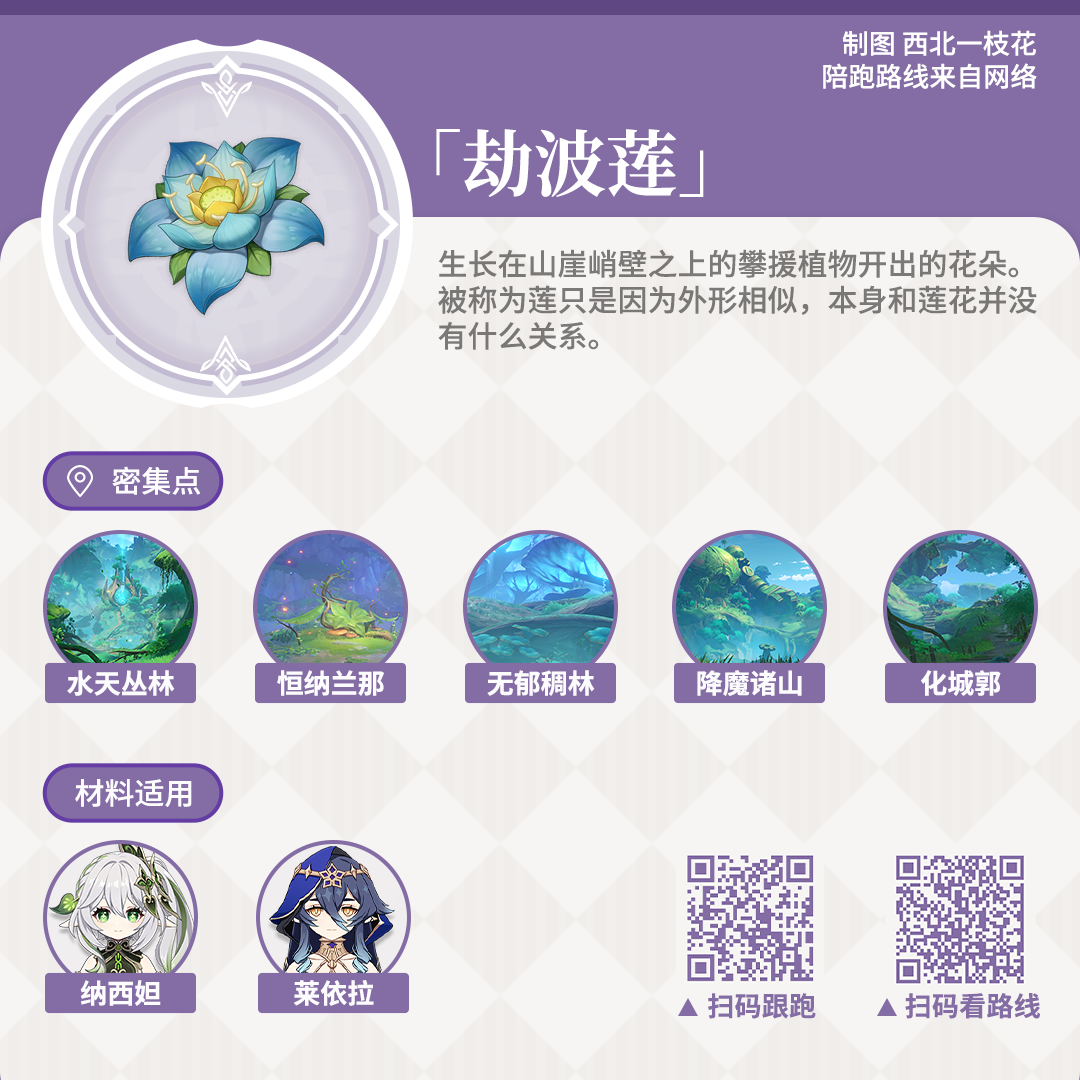 制图 西北一枝花
陪跑路线来自网络
「劫波莲」
生长在山崖峭壁之上的攀援植物开出的花朵。
被称为莲只是因为外形相似，本身和莲花并没
有什么关系。
密集点
水天丛林
恒纳兰那
无郁稠林
降魔诸山
化城郭
材料适用
纳西妲
莱依拉
▲ 扫码跟跑
▲ 扫码看路线